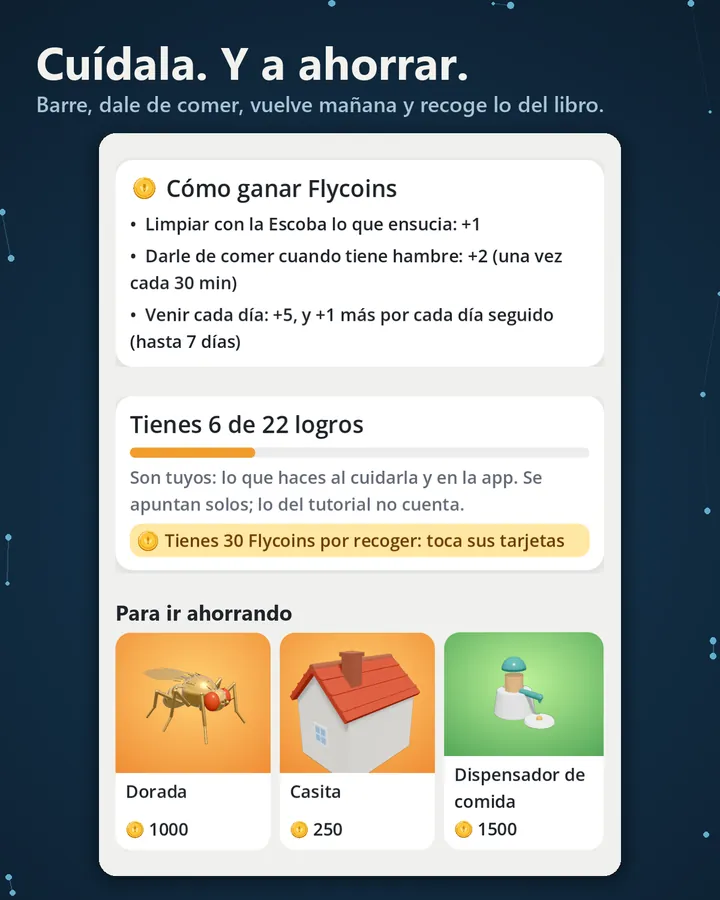 Cuídala. Y a ahorrar.
Barre, dale de comer, vuelve mañana y recoge lo del libro.
Cómo ganar Flycoins
• Limpiar con la Escoba lo que ensucia: +1
• Darle de comer cuando tiene hambre: +2 (una vez
cada 30 min)
• Venir cada día: +5, y +1 más por cada día seguido
(hasta 7 días)
Tienes 6 de 22 logros
Son tuyos: lo que haces al cuidarla y en la app. Se
apuntan solos; lo del tutorial no cuenta.
Tienes 30 Flycoins por recoger: toca sus tarjetas
Para ir ahorrando
Dorada
1000
Casita
250
Dispensador de
comida
1500